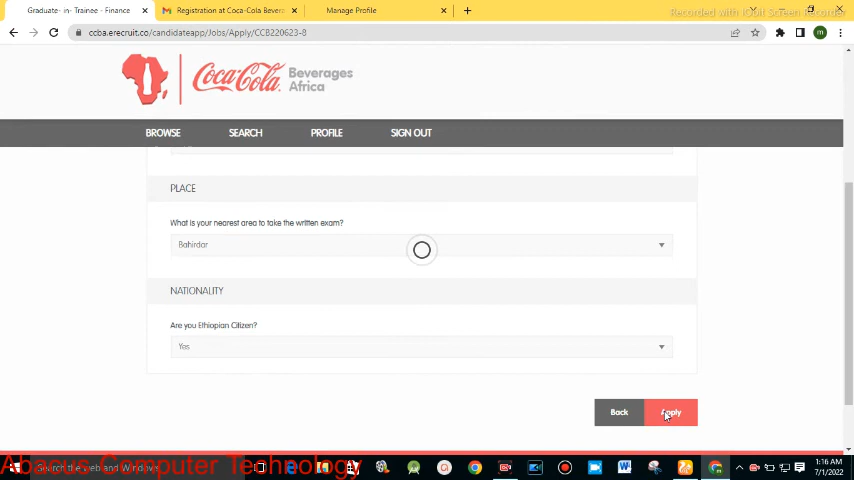 Graduate- in- Trainee - Finance
Registration at Coca-Cola Bever
Manage Profile
Recorded with iQbit Screen Recorder
ccba.erecruit.co/candidateapp/Jobs/Apply/CCB220623-8
m
Coca-Cola Beverages Africa
BROWSE SEARCH PROFILE SIGN OUT
PLACE
What is your nearest area to take the written exam?
Bahirdar
NATIONALITY
Are you Ethiopian Citizen?
Yes
Back Apply
Abacus Computer Technology
Search the web and Windows
1:16 AM
7/1/2022